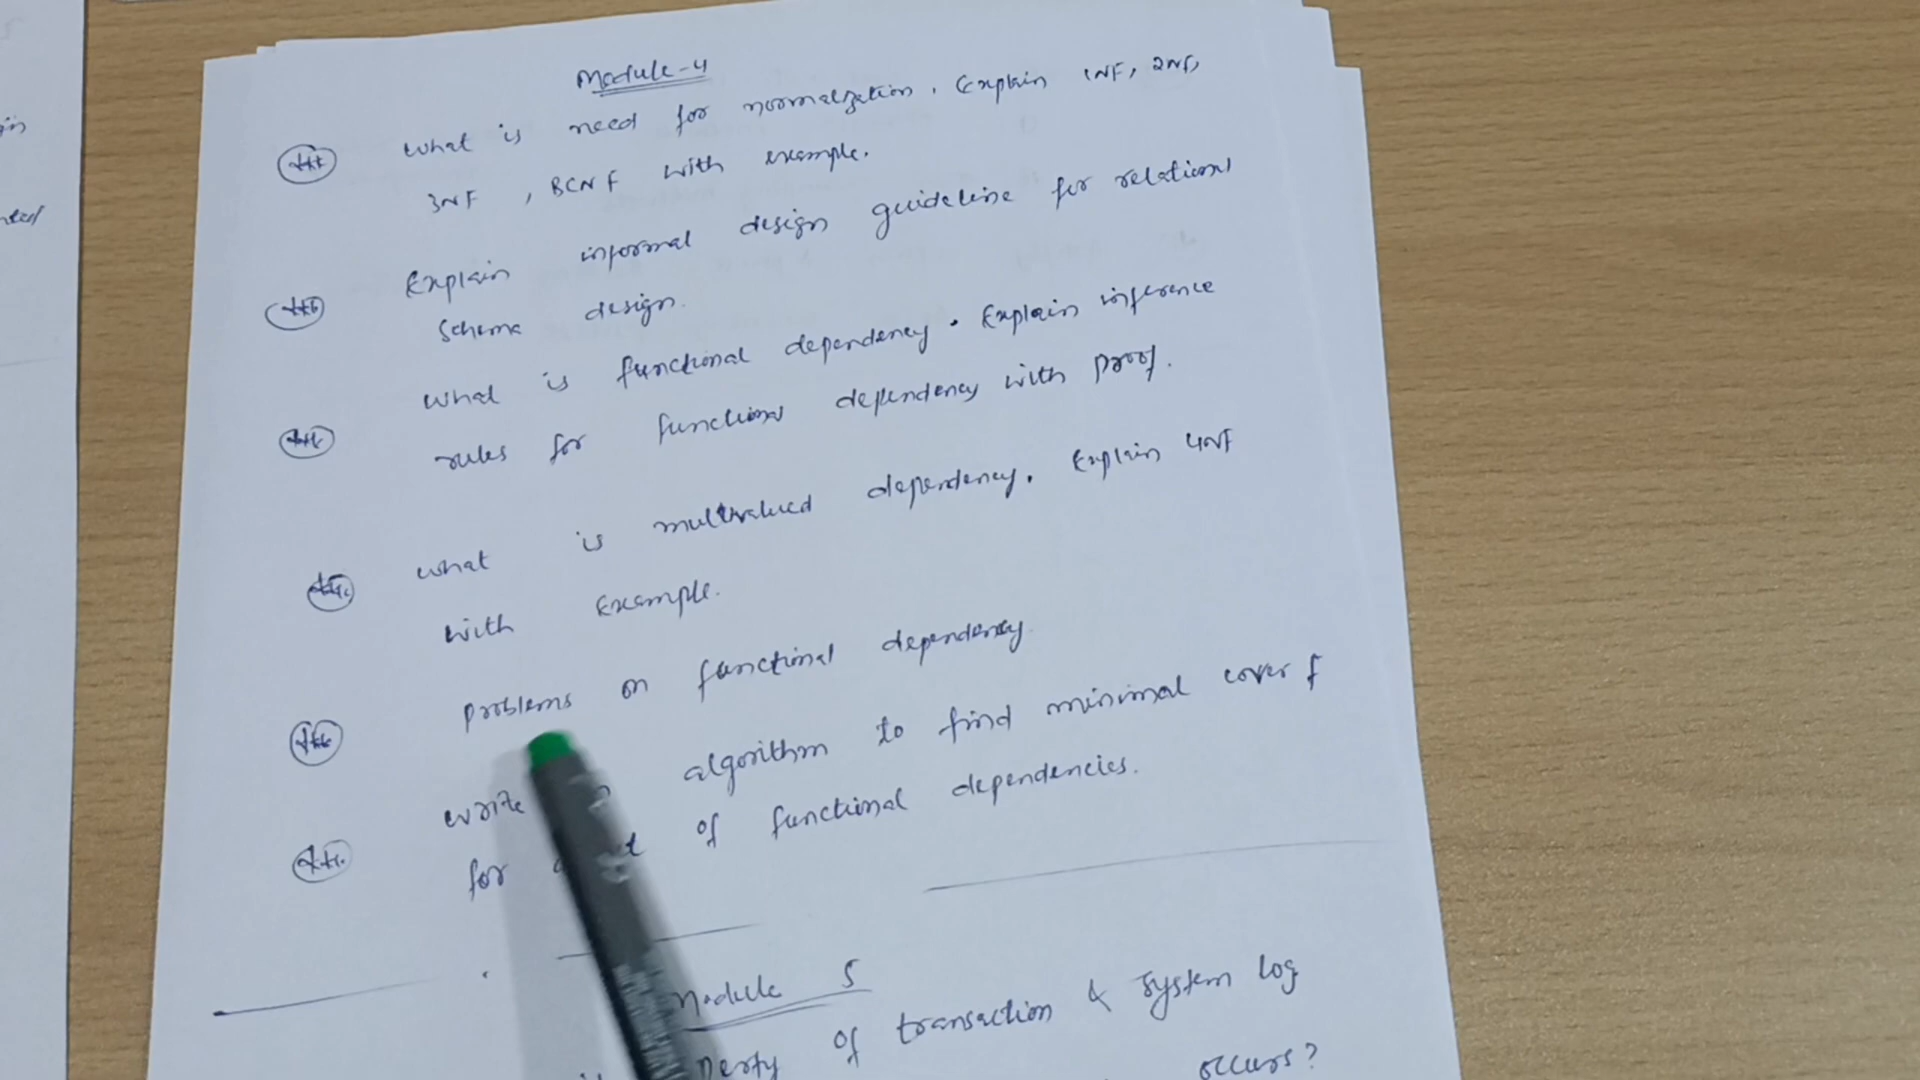 Module-4
*** What is need for normalzation. Explain 1NF, 2NF,
3NF, BCNF with example.
*** Explain informal design guideline for relational
Schema design.
*** What is functional dependency. Explain inference
rules for functional dependency with proof.
*** what is multivalued dependency. Explain 4NF
with Example.
*** problems on functional dependency.
*** write algorithm to find minimal cover f
for of functional dependencies.
Module 5
of transaction & System log
occurs?